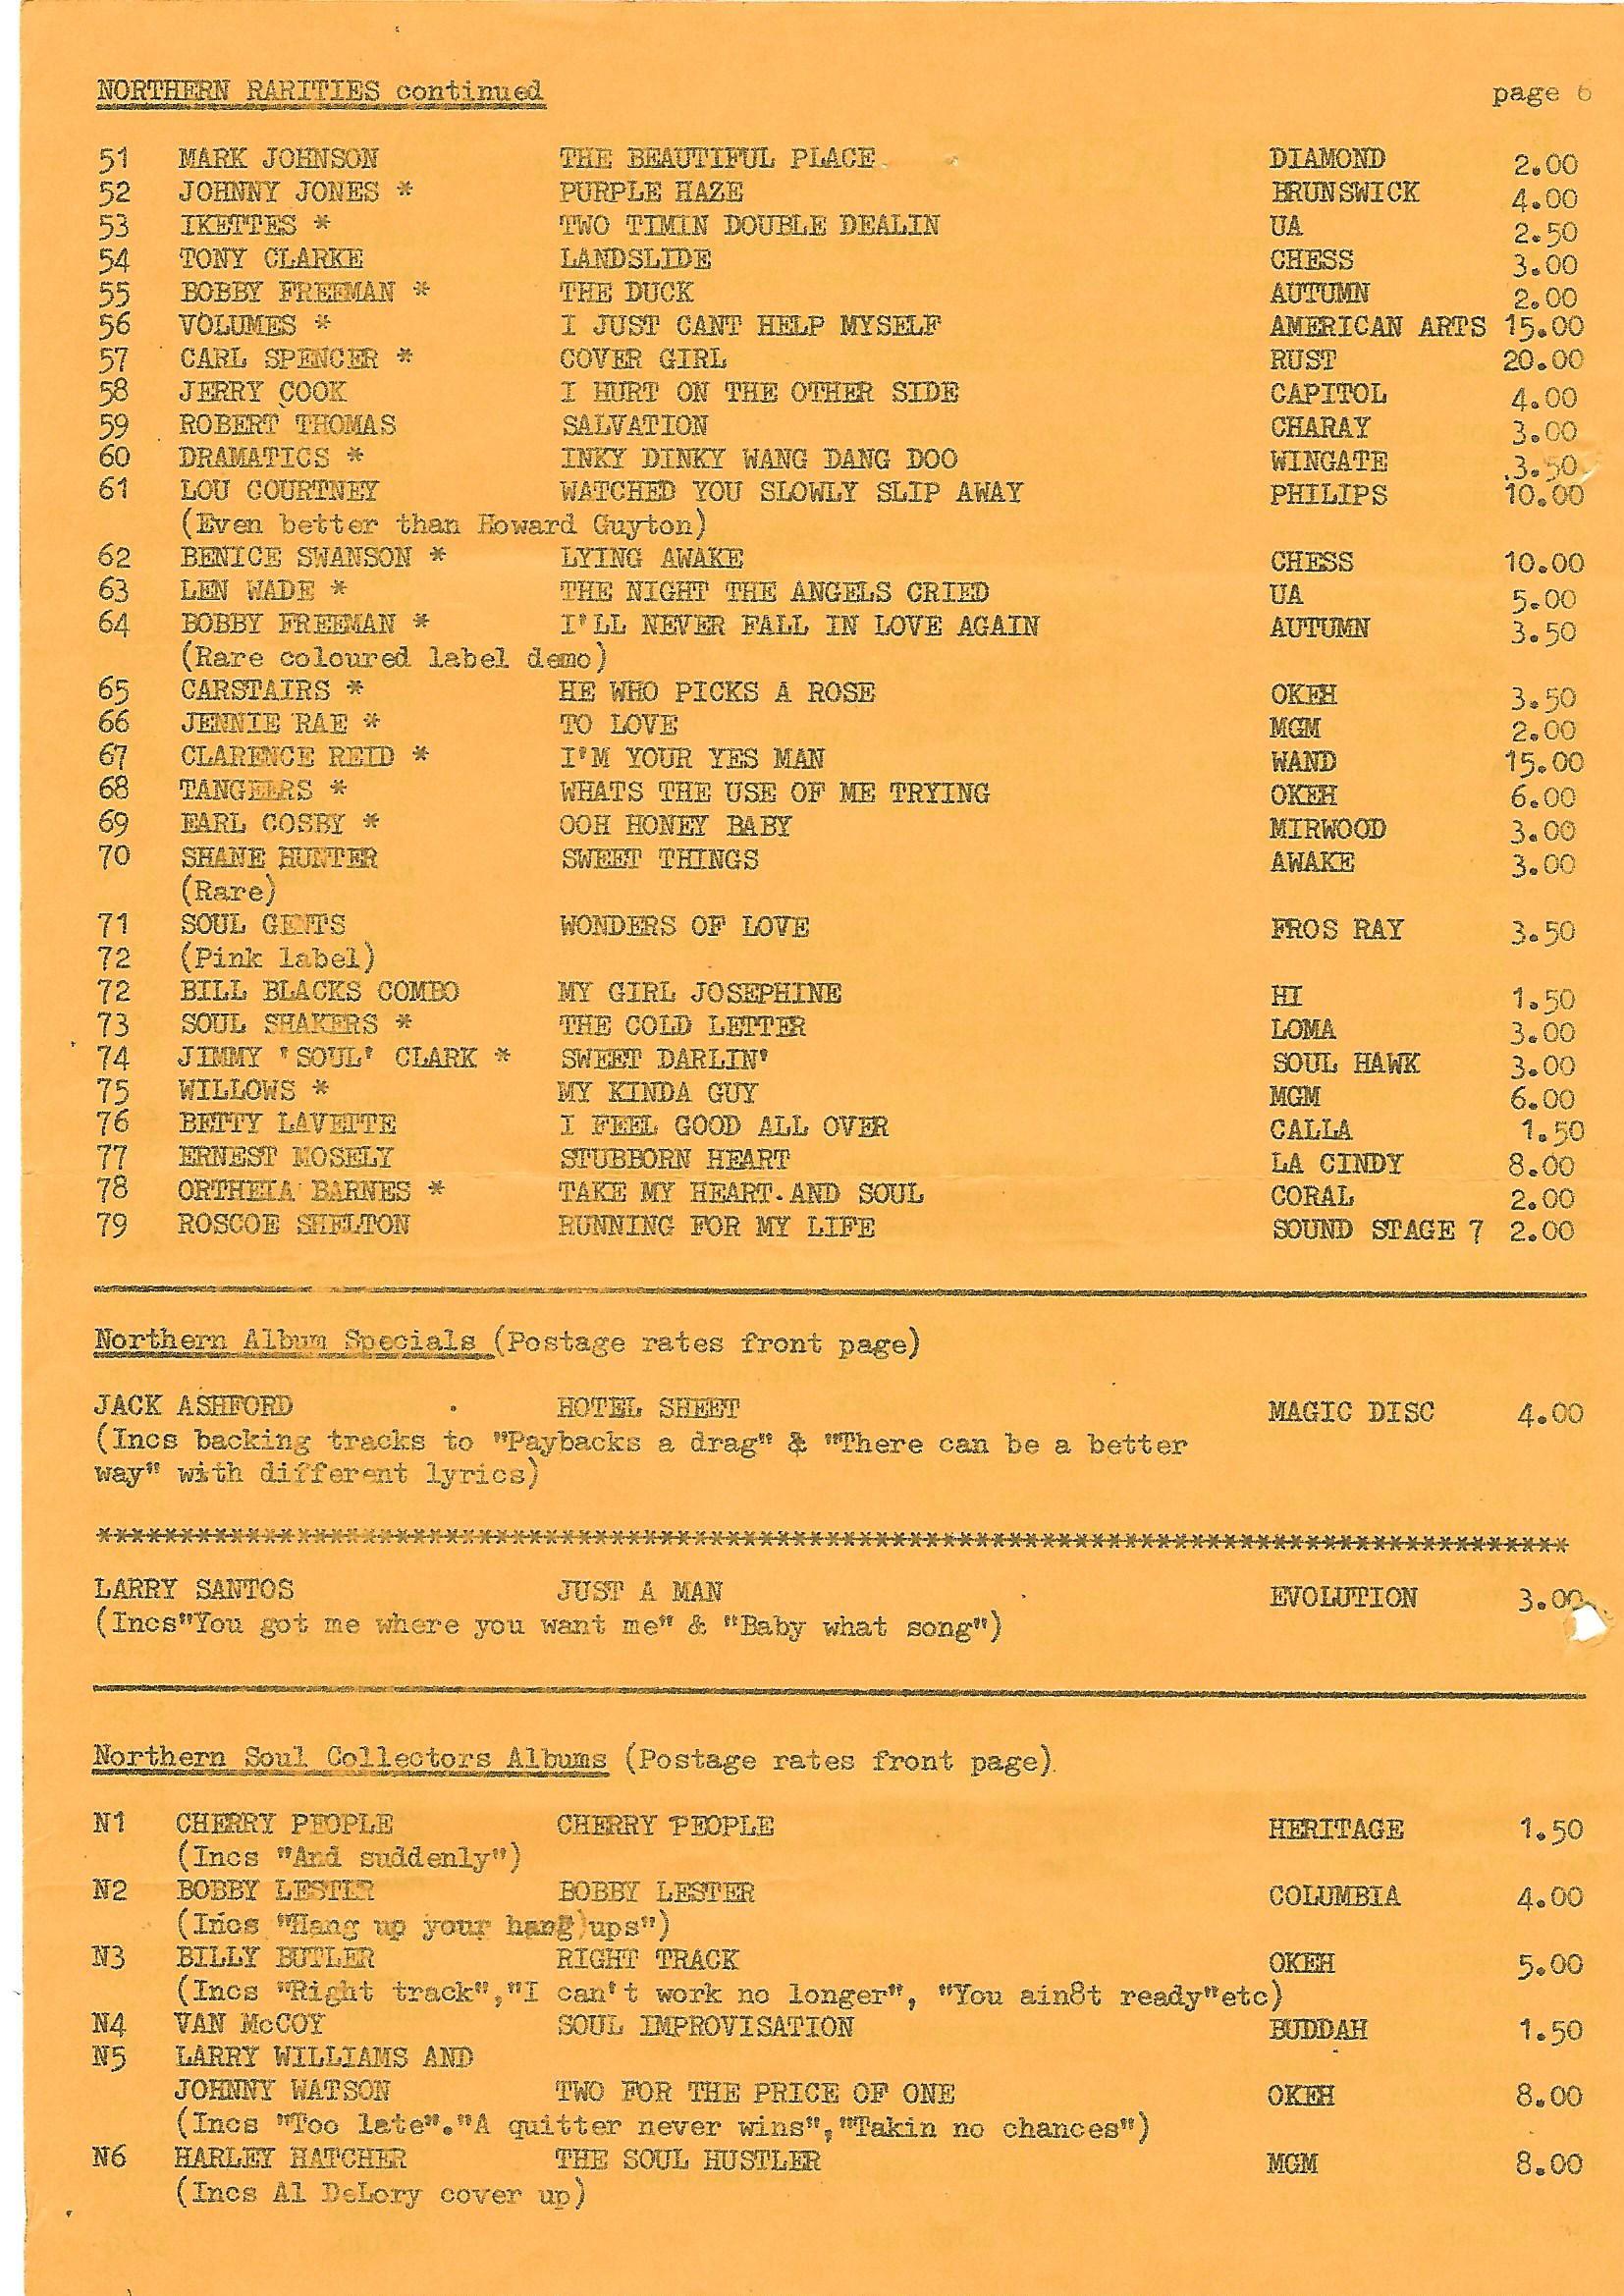 NORTHERN RARITIES continued page 6
51 MARK JOHNSON THE BEAUTIFUL PLACE DIAMOND 2.00
52 JOHNNY JONES * PURPLE HAZE BRUNSWICK 4.00
53 IKETTES * TWO TIMIN DOUBLE DEALIN UA 2.50
54 TONY CLARKE LANDSLIDE CHESS 3.00
55 BOBBY FREEMAN * THE DUCK AUTUMN 2.00
56 VOLUMES * I JUST CANT HELP MYSELF AMERICAN ARTS 15.00
57 CARL SPENCER * COVER GIRL RUST 20.00
58 JERRY COOK I HURT ON THE OTHER SIDE CAPITOL 4.00
59 ROBERT THOMAS SALVATION CHARAY 3.00
60 DRAMATICS * INKY DINKY WANG DANG DOO WINGATE 3.50
61 LOU COURTNEY WATCHED YOU SLOWLY SLIP AWAY PHILIPS 10.00
(Even better than Howard Guyton)
62 BENICE SWANSON * LYING AWAKE CHESS 10.00
63 LEN WADE * THE NIGHT THE ANGELS CRIED UA 5.00
64 BOBBY FREEMAN * I'LL NEVER FALL IN LOVE AGAIN AUTUMN 3.50
(Rare coloured label demo)
65 CARSTAIRS * HE WHO PICKS A ROSE OKEH 3.50
66 JENNIE RAE * TO LOVE MGM 2.00
67 CLARENCE REID * I'M YOUR YES MAN WAND 15.00
68 TANGEERS * WHATS THE USE OF ME TRYING OKEH 6.00
69 EARL COSBY * OOH HONEY BABY MIRWOOD 3.00
70 SHANE HUNTER SWEET THINGS AWAKE 3.00
(Rare)
71 SOUL GENTS WONDERS OF LOVE FROS RAY 3.50
72 (Pink label)
72 BILL BLACKS COMBO MY GIRL JOSEPHINE HI 1.50
73 SOUL SHAKERS * THE COLD LETTER LOMA 3.00
74 JIMMY 'SOUL' CLARK * SWEET DARLIN' SOUL HAWK 3.00
75 WILLOWS * MY KINDA GUY MGM 6.00
76 BETTY LAVETTE I FEEL GOOD ALL OVER CALLA 1.50
77 ERNEST MOSELY STUBBORN HEART LA CINDY 8.00
78 ORTHEIA BARNES * TAKE MY HEART.AND SOUL CORAL 2.00
79 ROSCOE SHELTON RUNNING FOR MY LIFE SOUND STAGE 7 2.00
Northern Album Specials (Postage rates front page)
JACK ASHFORD HOTEL SHEET MAGIC DISC 4.00
(Incs backing tracks to "Paybacks a drag" & "There can be a better
way" with different lyrics)
******************************************************************************************
LARRY SANTOS JUST A MAN EVOLUTION 3.00
(Incs"You got me where you want me" & "Baby what song")
Northern Soul Collectors Albums (Postage rates front page)
N1 CHERRY PEOPLE CHERRY PEOPLE HERITAGE 1.50
(Incs "And suddenly")
N2 BOBBY LESTER BOBBY LESTER COLUMBIA 4.00
(Incs "Hang up your hang ups")
N3 BILLY BUTLER RIGHT TRACK OKEH 5.00
(Incs "Right track","I can't work no longer", "You ain8t ready"etc)
N4 VAN McCOY SOUL IMPROVISATION BUDDAH 1.50
N5 LARRY WILLIAMS AND
JOHNNY WATSON TWO FOR THE PRICE OF ONE OKEH 8.00
(Incs "Too late"."A quitter never wins","Takin no chances")
N6 HARLEY HATCHER THE SOUL HUSTLER MGM 8.00
(Incs Al DeLory cover up)